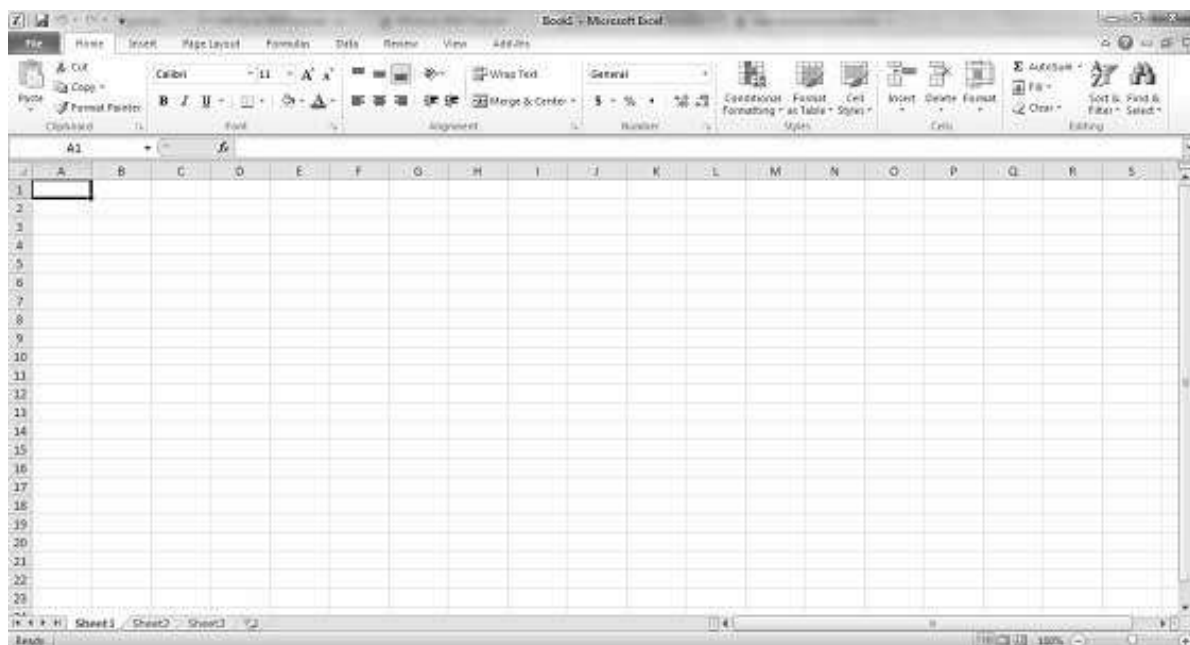 Book1 - Microsoft Excel
File Home Insert Page Layout Formulas Data Review View Add-Ins
Cut
Copy
Paste
Format Painter
Clipboard
Calibri 11 A A
B I U A
Font
Wrap Text
Merge & Center
Alignment
General
$ %
Number
Conditional Formatting
Format as Table
Cell Styles
Styles
Insert Delete Format
Cells
Σ AutoSum
Fill
Clear
Sort & Filter
Find & Select
Editing
A1 fx
A B C D E F G H I J K L M N O P Q R S
1
2
3
4
5
6
7
8
9
10
11
12
13
14
15
16
17
18
19
20
21
22
23
Sheet1 Sheet2 Sheet3
Ready 100%